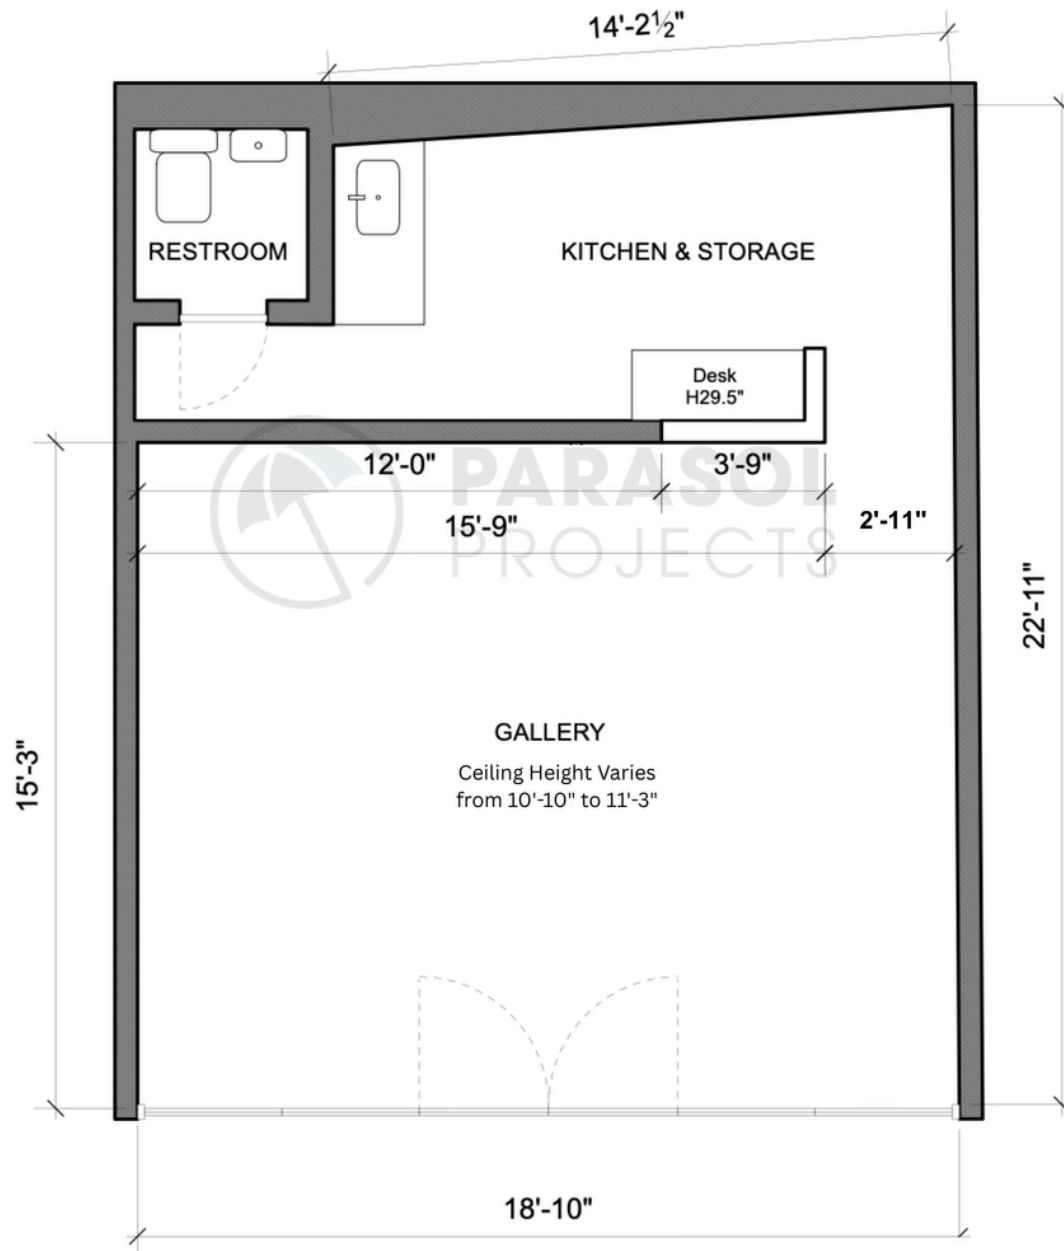 14'-2½"
RESTROOM
KITCHEN & STORAGE
Desk
H29.5"
12'-0"
3'-9"
PARASOL
PROJECTS
15'-9"
2'-11"
22'-11"
GALLERY
Ceiling Height Varies
from 10'-10" to 11'-3"
15'-3"
18'-10"